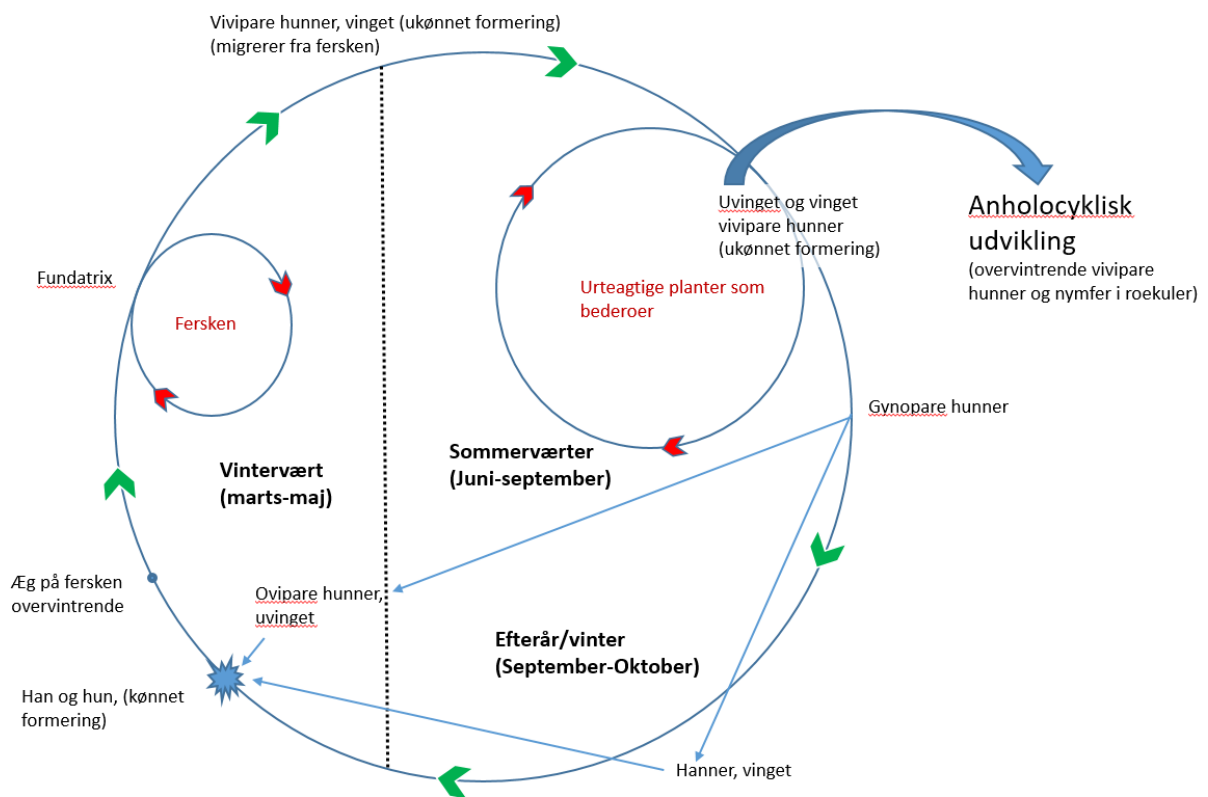 Vivipare hunner, vinget (ukønnet formering)
(migrerer fra fersken)
Uvinget og vinget
vivipare hunner
(ukønnet formering)
Anholocyklisk
udvikling
(overvintrende vivipare
hunner og nymfer i roekuler)
Fundatrix
Fersken
Urteagtige planter som
bederoer
Gynopare hunner
Vintervært
(marts-maj)
Sommerværter
(Juni-september)
Æg på fersken
overvintrende
Ovipare hunner,
uvinget
Efterår/vinter
(September-Oktober)
Han og hun, (kønnet
formering)
Hanner, vinget